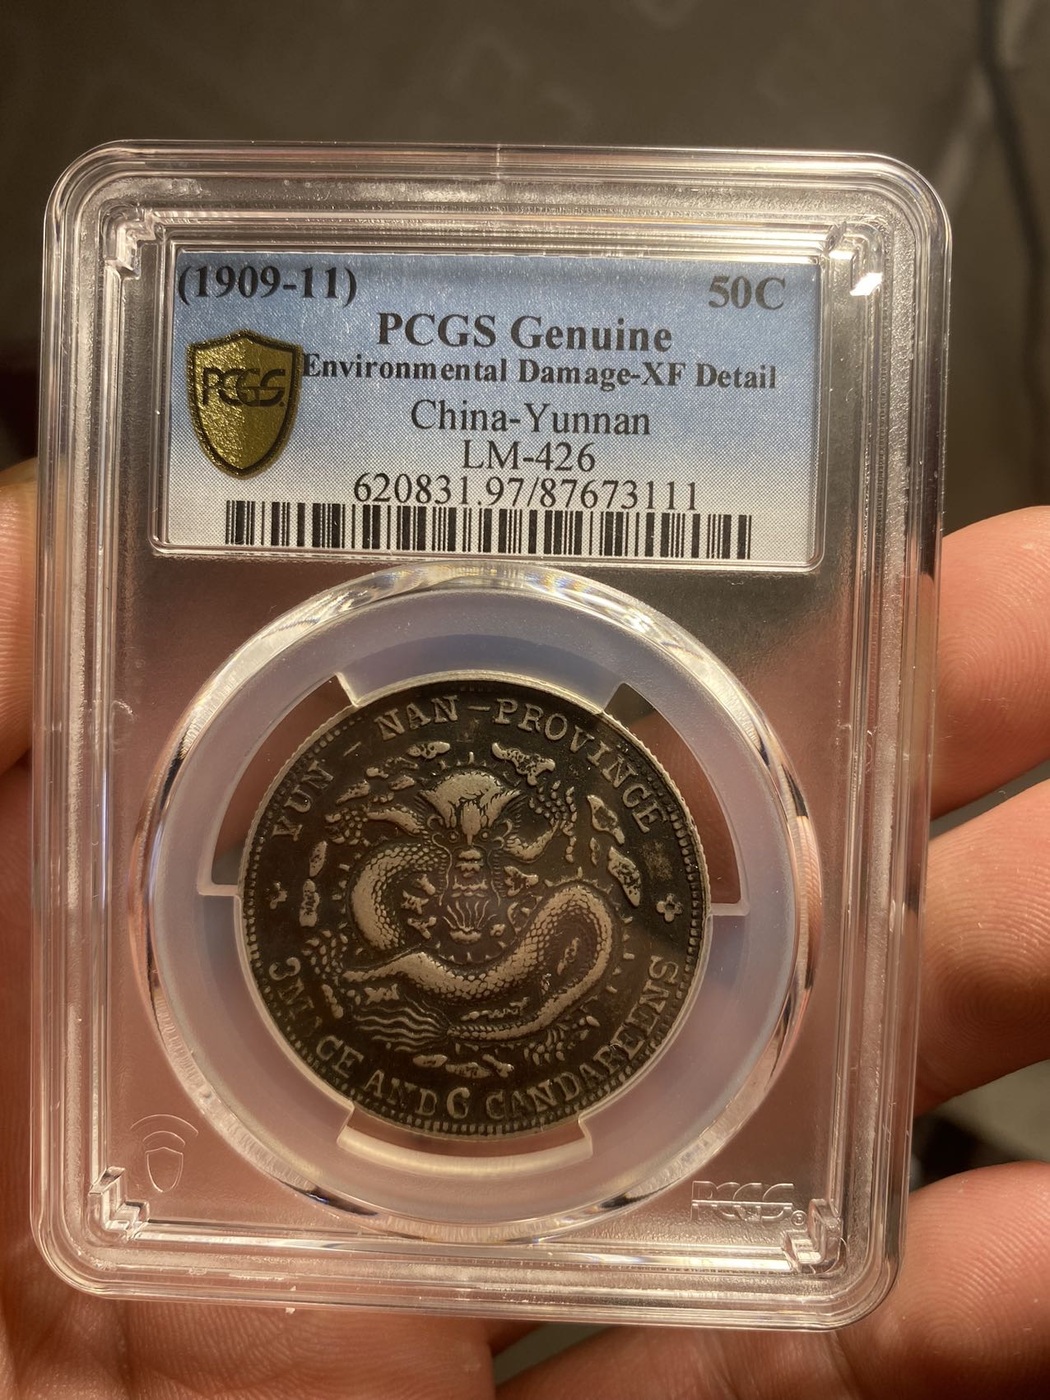 (1909-11) 50C
PCGS Genuine
PCGS Environmental Damage-XF Detail
China-Yunnan
LM-426
620831.97/87673111
YUN-NAN-PROVINCE
3 MACE AND 6 CANDAREENS
PCGS